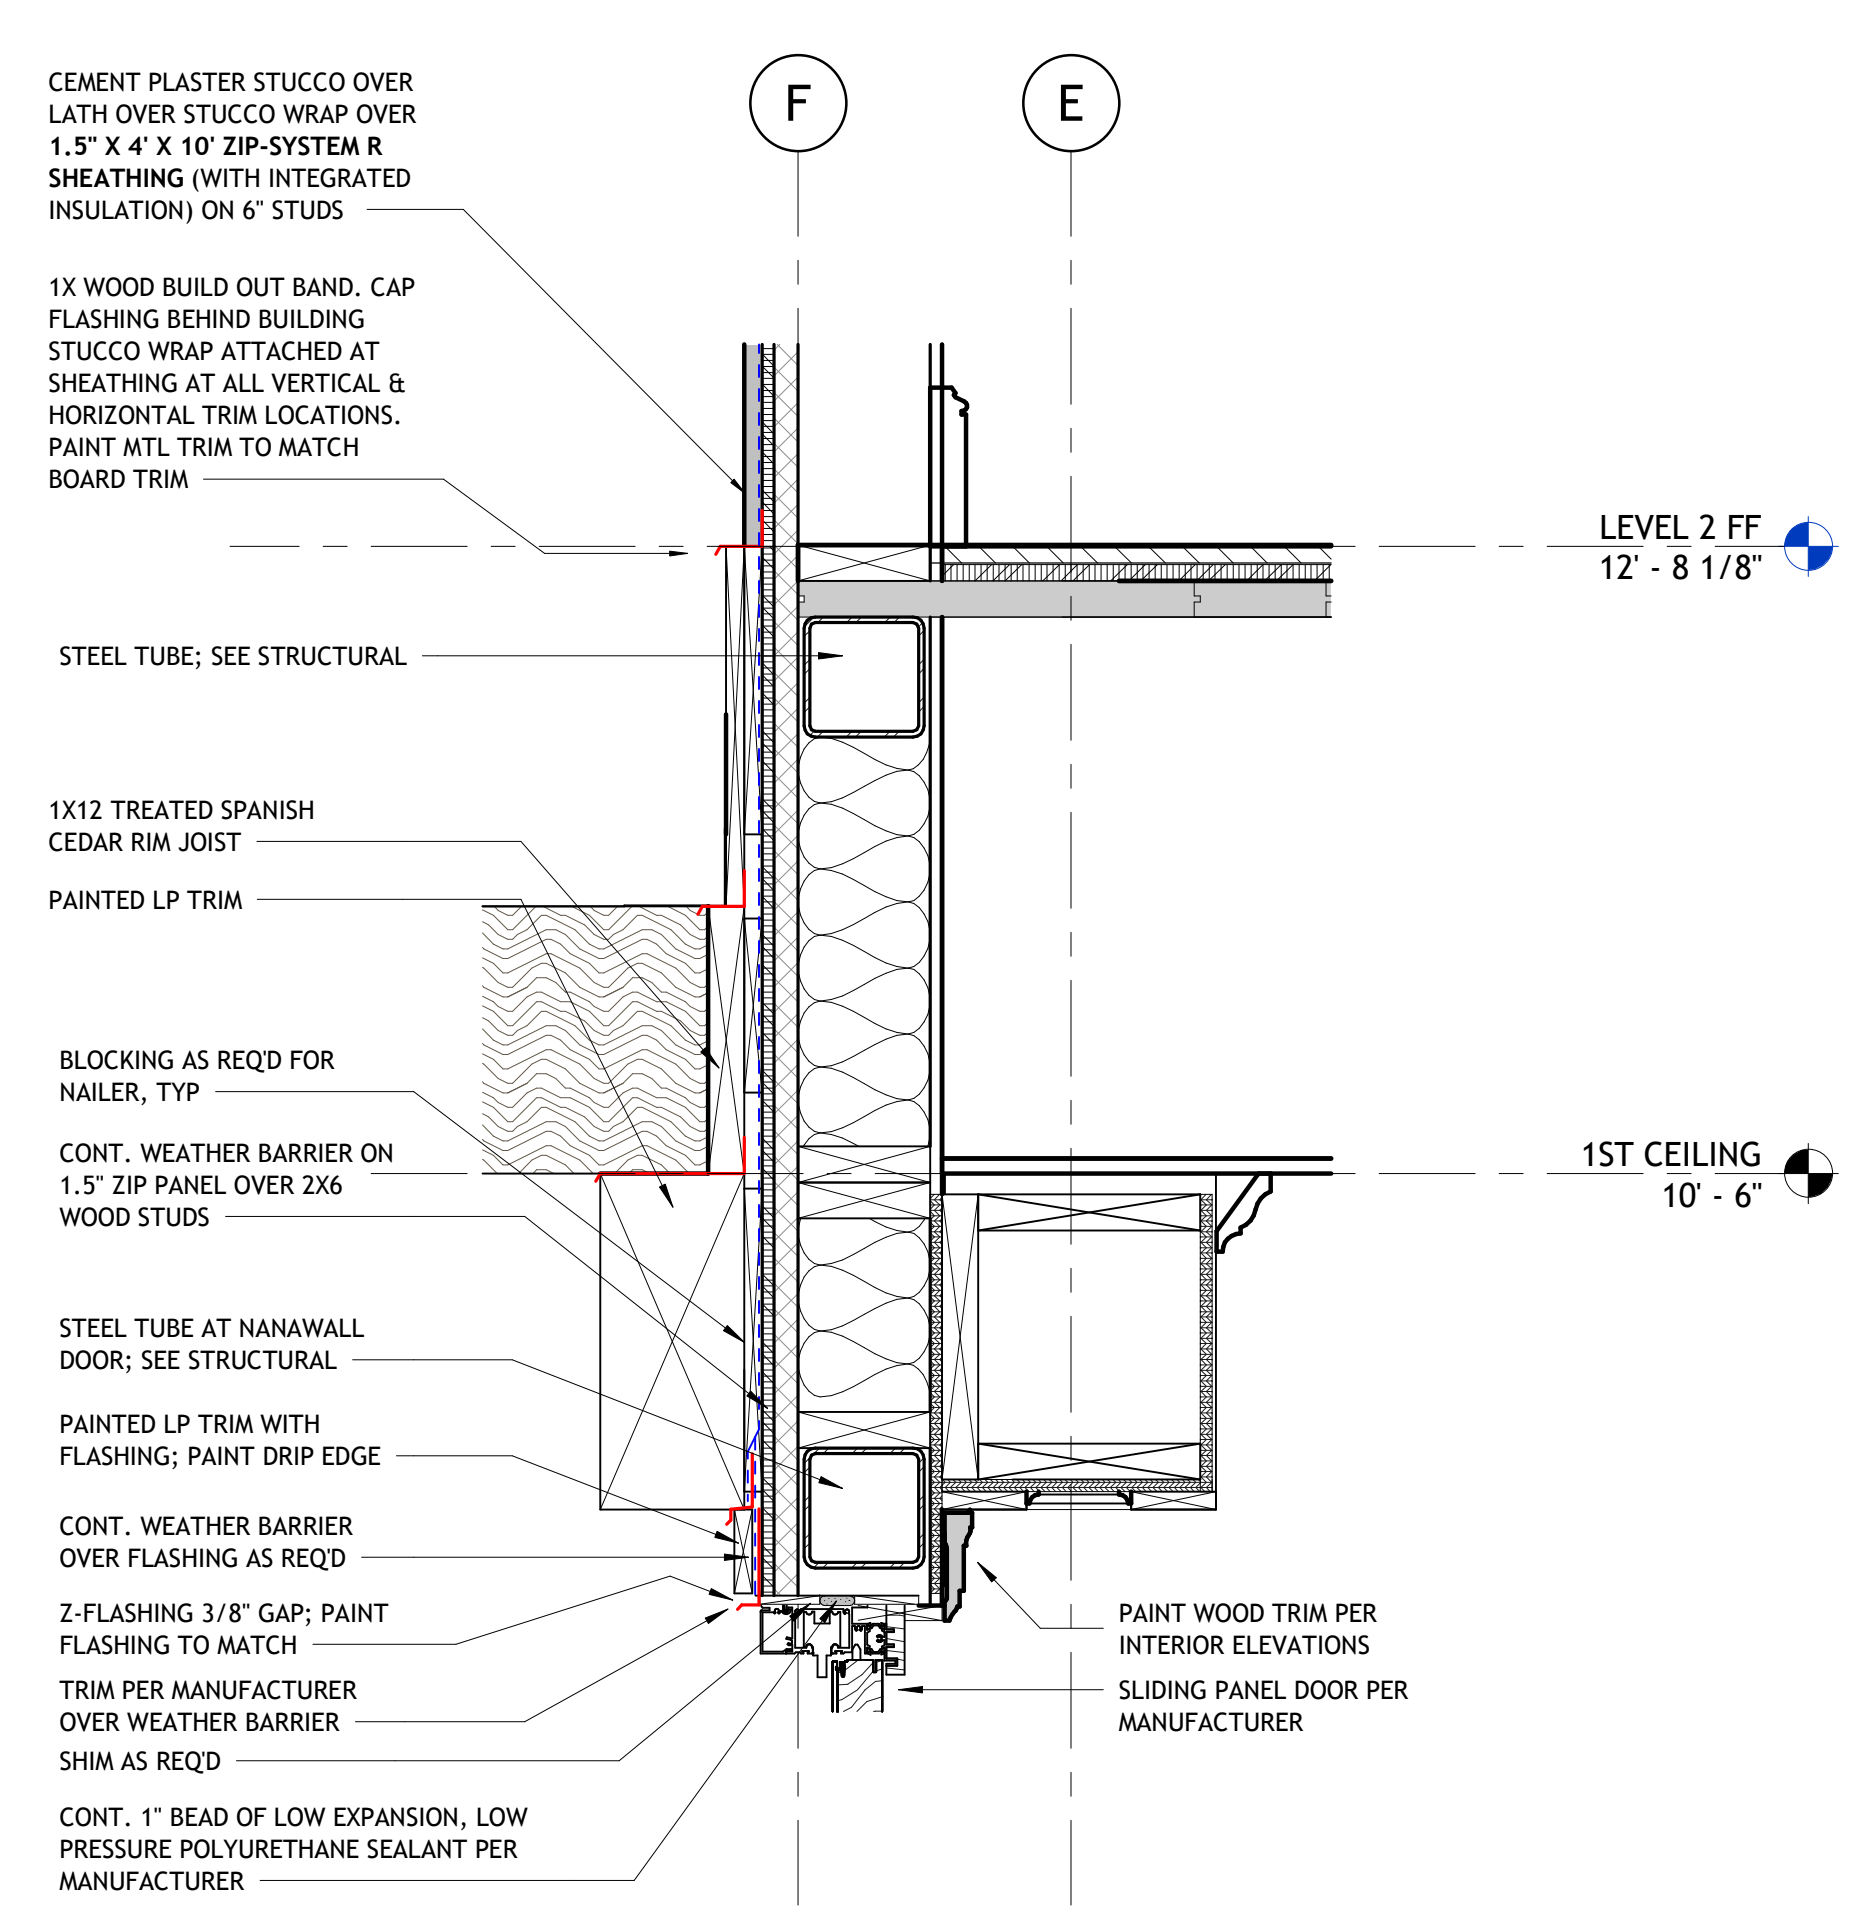 F
E
CEMENT PLASTER STUCCO OVER
LATH OVER STUCCO WRAP OVER
1.5" X 4' X 10' ZIP-SYSTEM R
SHEATHING (WITH INTEGRATED
INSULATION) ON 6" STUDS
1X WOOD BUILD OUT BAND. CAP
FLASHING BEHIND BUILDING
STUCCO WRAP ATTACHED AT
SHEATHING AT ALL VERTICAL &
HORIZONTAL TRIM LOCATIONS.
PAINT MTL TRIM TO MATCH
BOARD TRIM
LEVEL 2 FF
12' - 8 1/8"
STEEL TUBE; SEE STRUCTURAL
1X12 TREATED SPANISH
CEDAR RIM JOIST
PAINTED LP TRIM
BLOCKING AS REQ'D FOR
NAILER, TYP
CONT. WEATHER BARRIER ON
1.5" ZIP PANEL OVER 2X6
WOOD STUDS
1ST CEILING
10' - 6"
STEEL TUBE AT NANAWALL
DOOR; SEE STRUCTURAL
PAINTED LP TRIM WITH
FLASHING; PAINT DRIP EDGE
CONT. WEATHER BARRIER
OVER FLASHING AS REQ'D
Z-FLASHING 3/8" GAP; PAINT
FLASHING TO MATCH
TRIM PER MANUFACTURER
OVER WEATHER BARRIER
SHIM AS REQ'D
CONT. 1" BEAD OF LOW EXPANSION, LOW
PRESSURE POLYURETHANE SEALANT PER
MANUFACTURER
PAINT WOOD TRIM PER
INTERIOR ELEVATIONS
SLIDING PANEL DOOR PER
MANUFACTURER